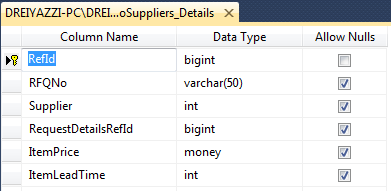 DREIYAZZI-PC\DREI...oSuppliers_Details
Column Name Data Type Allow Nulls
RefId bigint
RFQNo varchar(50)
Supplier int
RequestDetailsRefId bigint
ItemPrice money
ItemLeadTime int